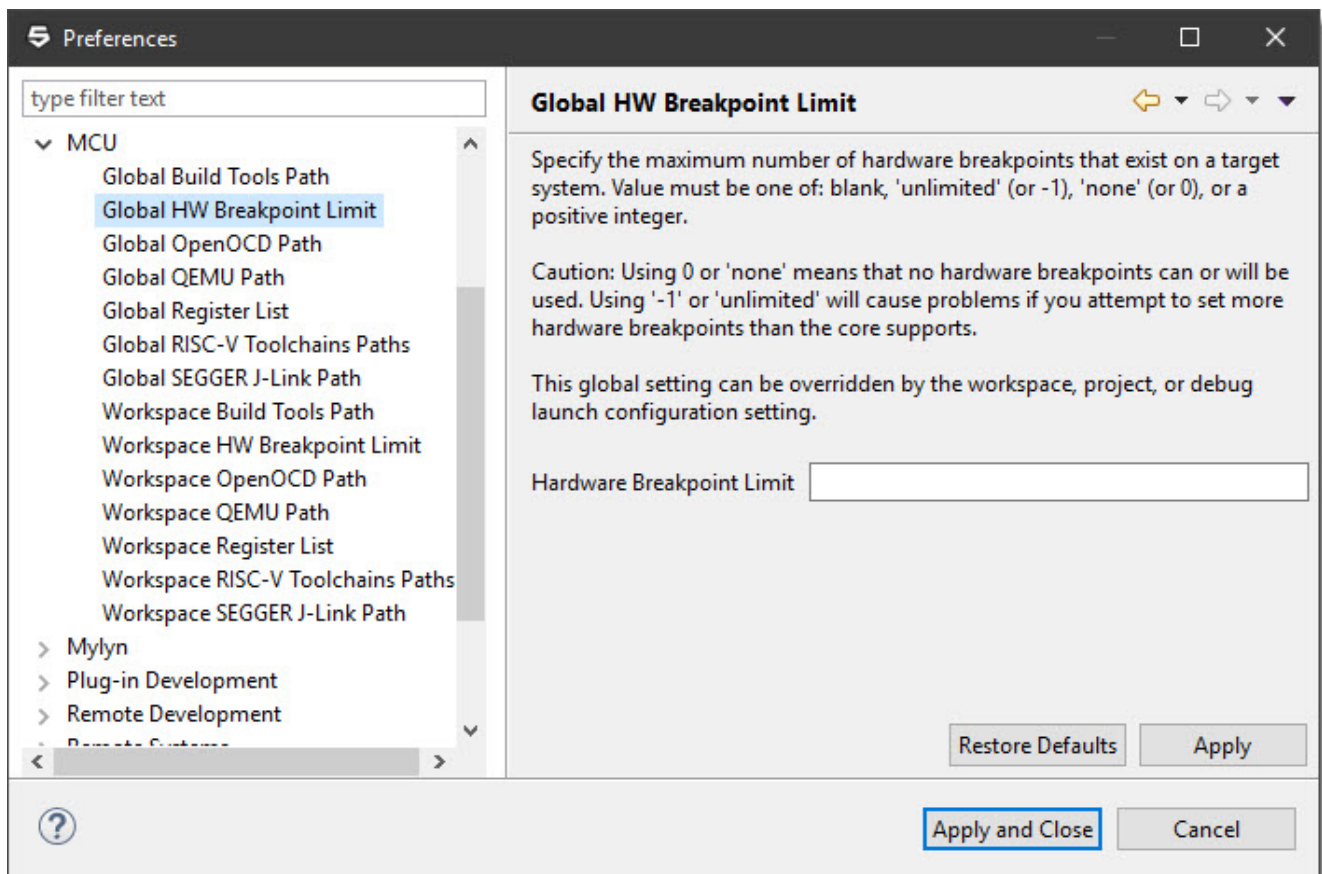 Preferences
type filter text
MCU
Global Build Tools Path
Global HW Breakpoint Limit
Global OpenOCD Path
Global QEMU Path
Global Register List
Global RISC-V Toolchains Paths
Global SEGGER J-Link Path
Workspace Build Tools Path
Workspace HW Breakpoint Limit
Workspace OpenOCD Path
Workspace QEMU Path
Workspace Register List
Workspace RISC-V Toolchains Paths
Workspace SEGGER J-Link Path
Mylyn
Plug-in Development
Remote Development
Remote Systems
Global HW Breakpoint Limit
Specify the maximum number of hardware breakpoints that exist on a target
system. Value must be one of: blank, 'unlimited' (or -1), 'none' (or 0), or a
positive integer.
Caution: Using 0 or 'none' means that no hardware breakpoints can or will be
used. Using '-1' or 'unlimited' will cause problems if you attempt to set more
hardware breakpoints than the core supports.
This global setting can be overridden by the workspace, project, or debug
launch configuration setting.
Hardware Breakpoint Limit
Restore Defaults
Apply
?
Apply and Close
Cancel